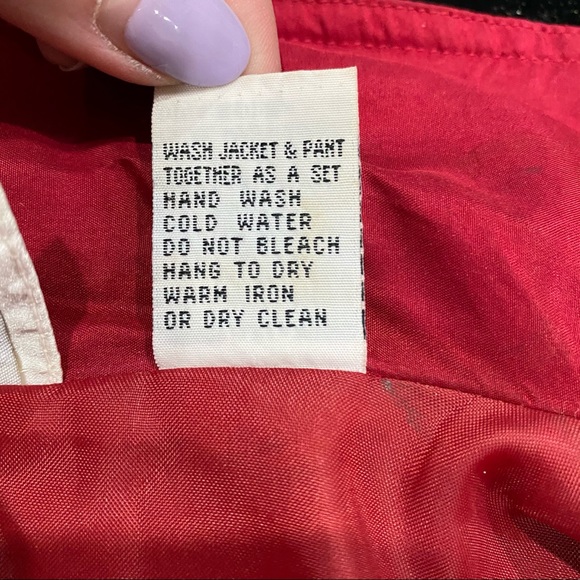 WASH JACKET & PANT
TOGETHER AS A SET
HAND WASH
COLD WATER
DO NOT BLEACH
HANG TO DRY
WARM IRON
OR DRY CLEAN